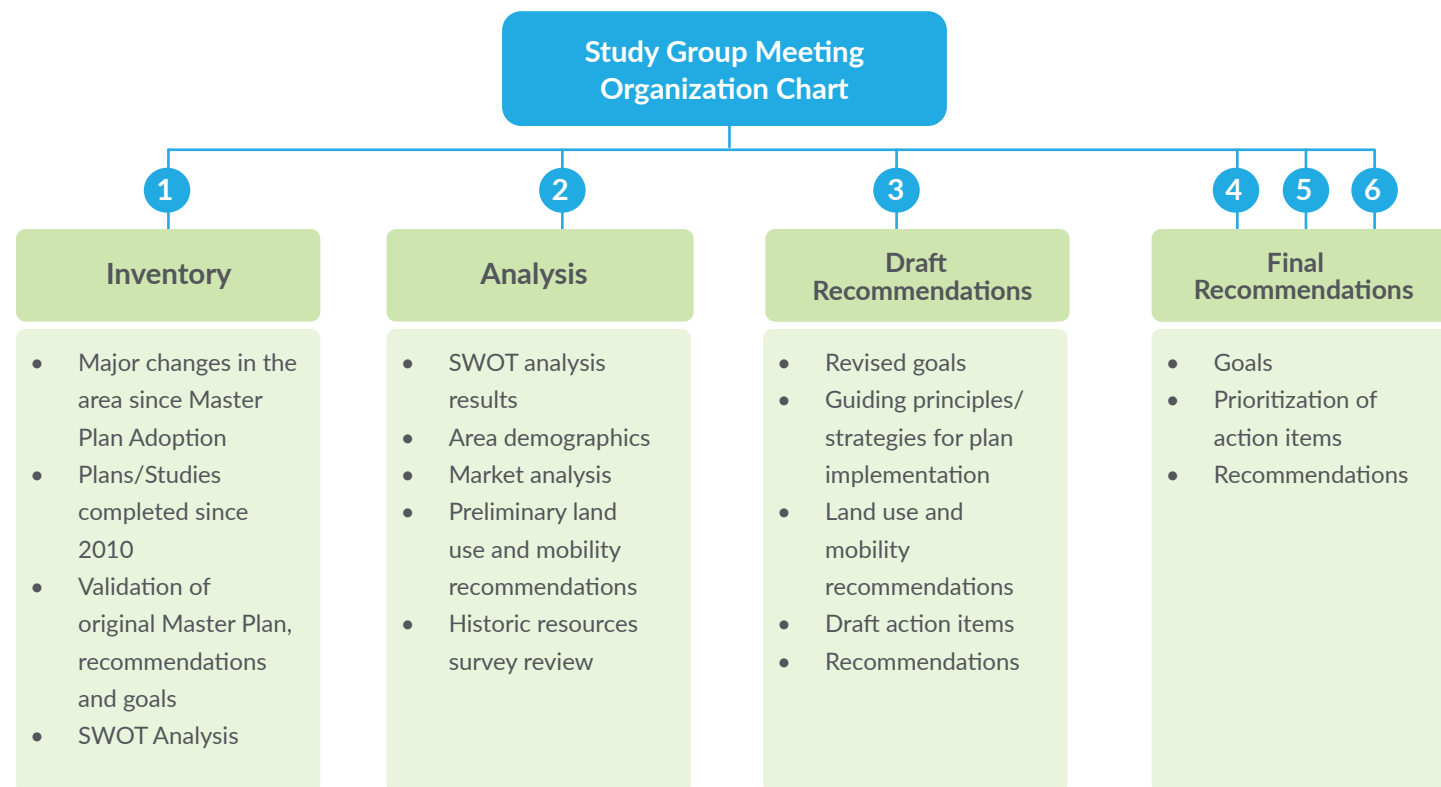 Study Group Meeting
Organization Chart
1
2
3
4
5
6
Inventory
• Major changes in the
area since Master
Plan Adoption
• Plans/Studies
completed since
2010
• Validation of
original Master Plan,
recommendations
and goals
• SWOT Analysis
Analysis
• SWOT analysis
results
• Area demographics
• Market analysis
• Preliminary land
use and mobility
recommendations
• Historic resources
survey review
Draft
Recommendations
• Revised goals
• Guiding principles/
strategies for plan
implementation
• Land use and
mobility
recommendations
• Draft action items
• Recommendations
Final
Recommendations
• Goals
• Prioritization of
action items
• Recommendations